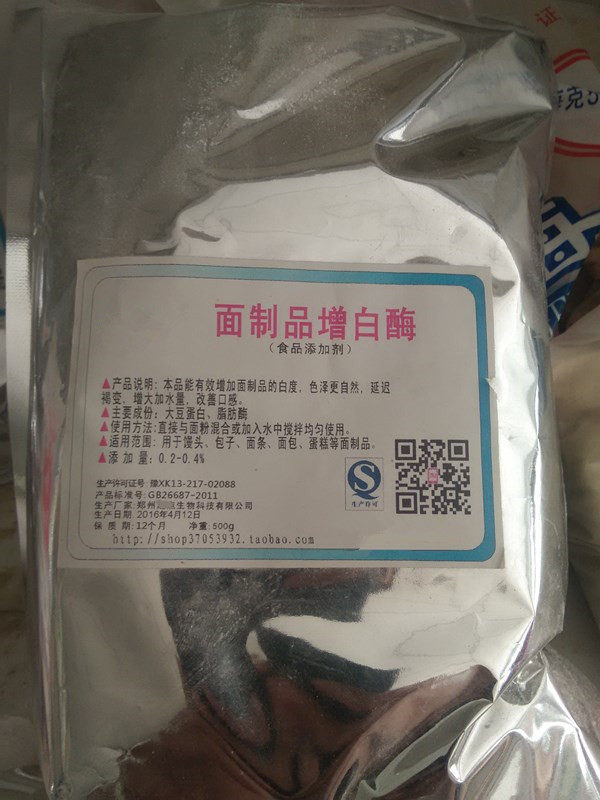 证
克
面制品增白酶
（食品添加剂）
▲产品说明：本品能有效增加面制品的白度，色泽更自然，延迟
褐变，增大加水量，改善口感。
▲主要成份：大豆蛋白、脂肪酶
▲使用方法:直接与面粉混合或加入水中搅拌均匀使用。
▲适用范围：用于馒头、包子、面条、面包、蛋糕等面制品。
▲添 加 量：0.2-0.4%
生产许可证号：豫XK13-217-02088
产品标准号：GB26687-2011
生产厂家：郑州生物科技有限公司
生产日期：2016年4月12日
保 质 期:12个月 净重:500g
http://shop37053932.taobao.com
生产许可